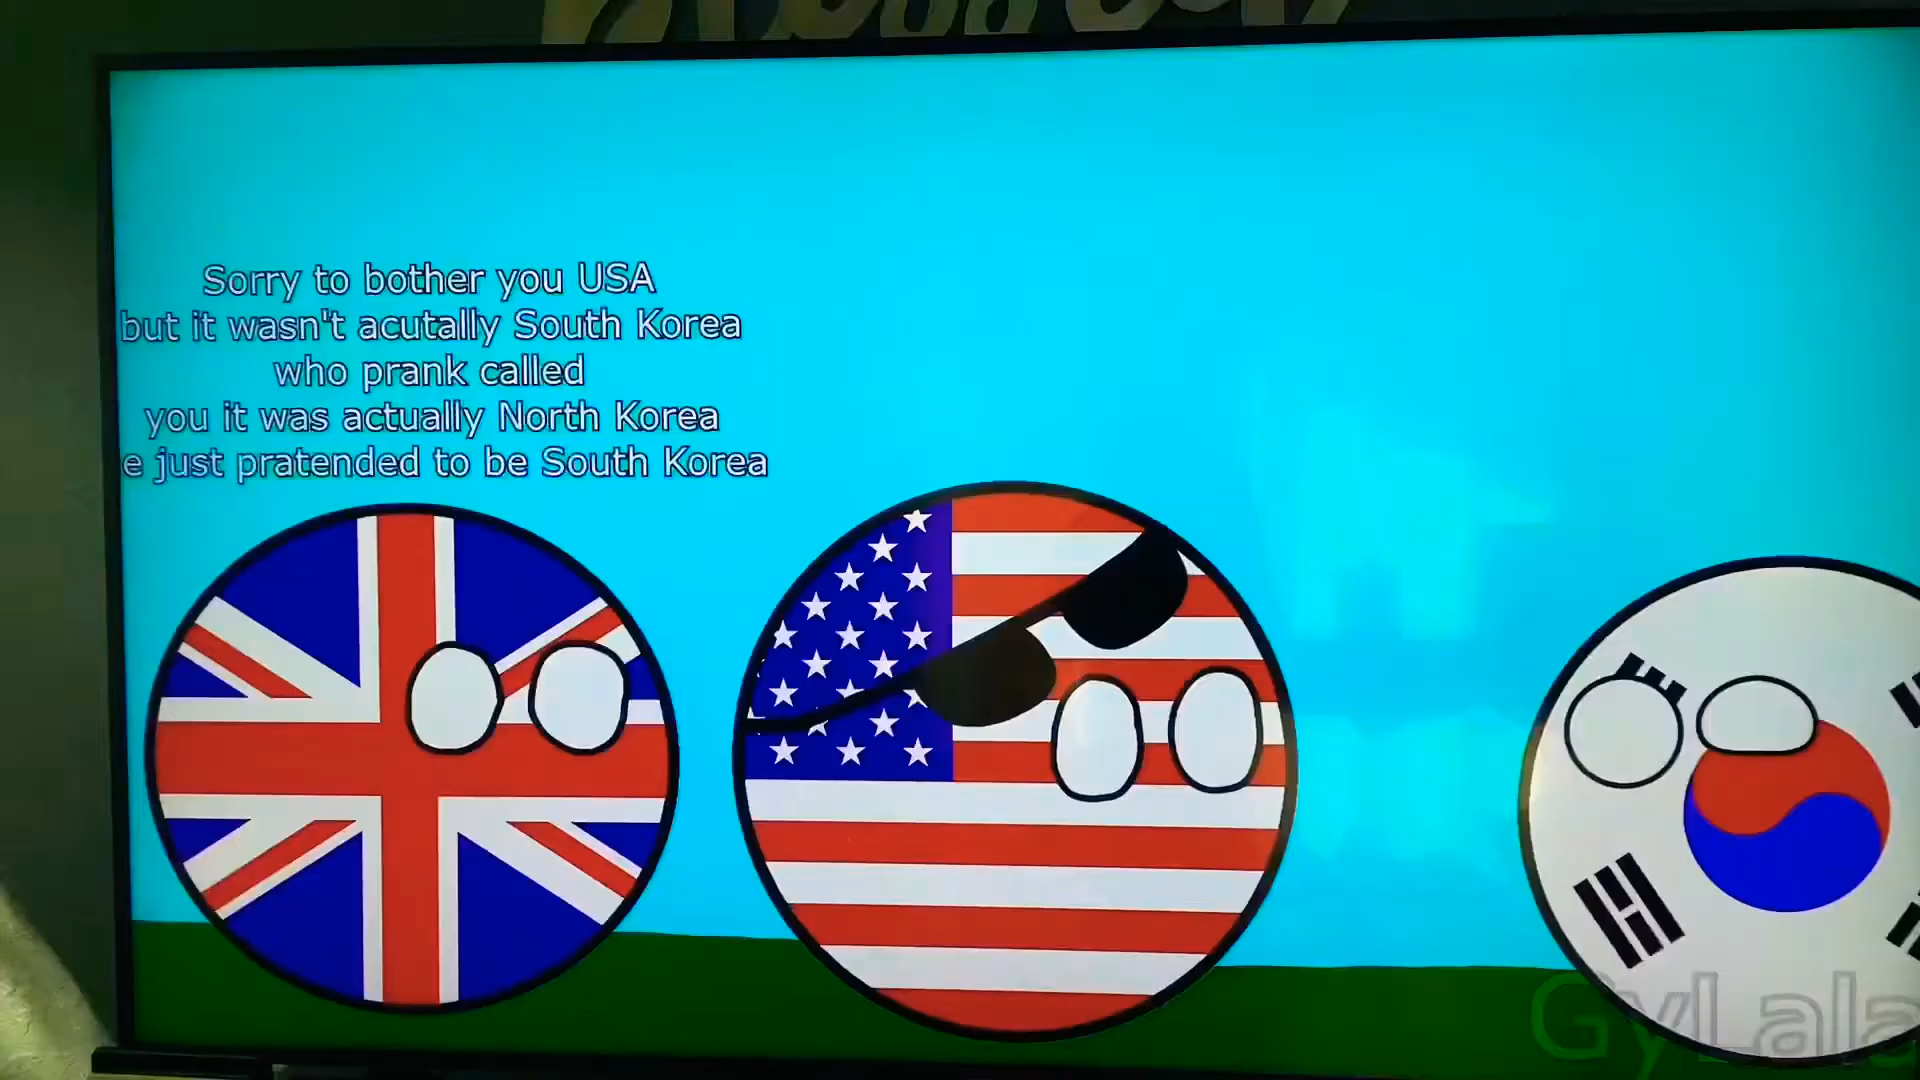 Sorry to bother you USA
but it wasn't acutally South Korea
who prank called
you it was actually North Korea
e just pratended to be South Korea
GyLala